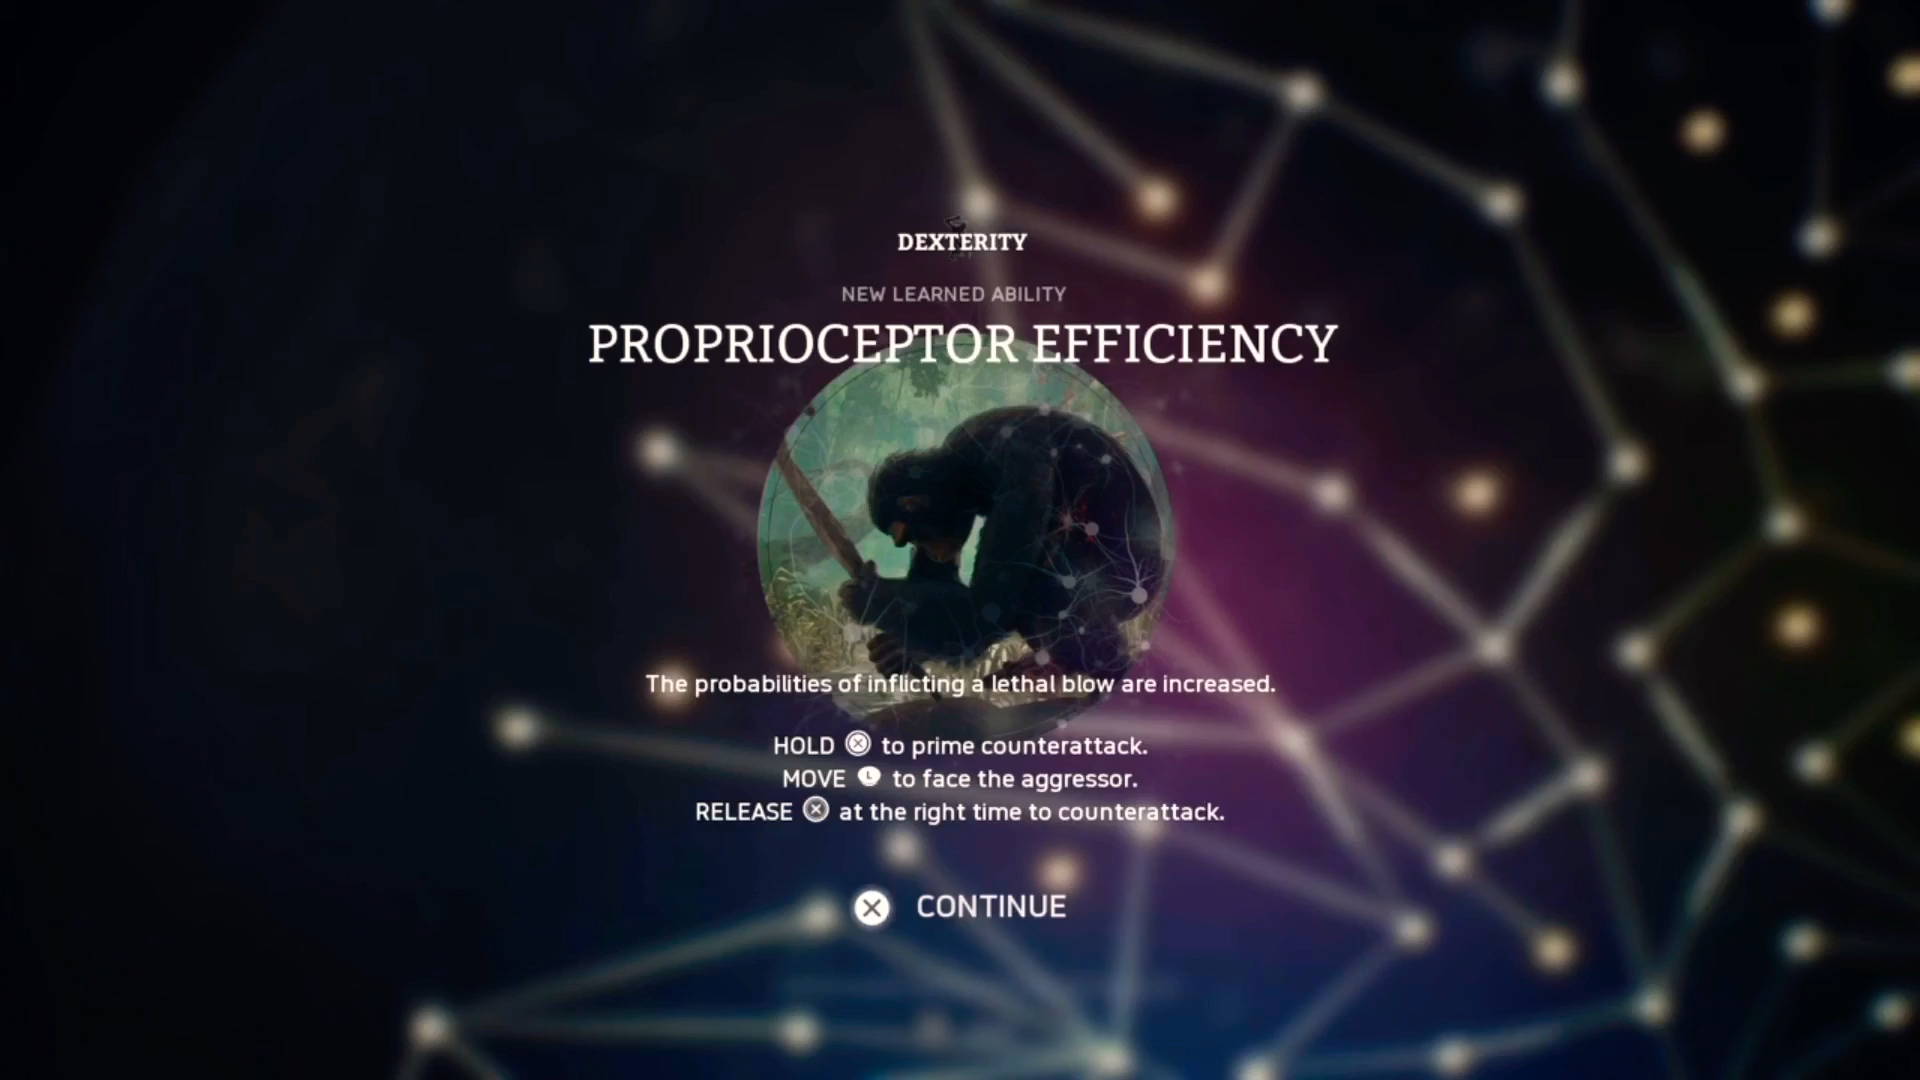 DEXTERITY
NEW LEARNED ABILITY
PROPRIOCEPTOR EFFICIENCY
The probabilities of inflicting a lethal blow are increased.
HOLD ⊗ to prime counterattack.
MOVE L to face the aggressor.
RELEASE ⊗ at the right time to counterattack.
⊗ CONTINUE